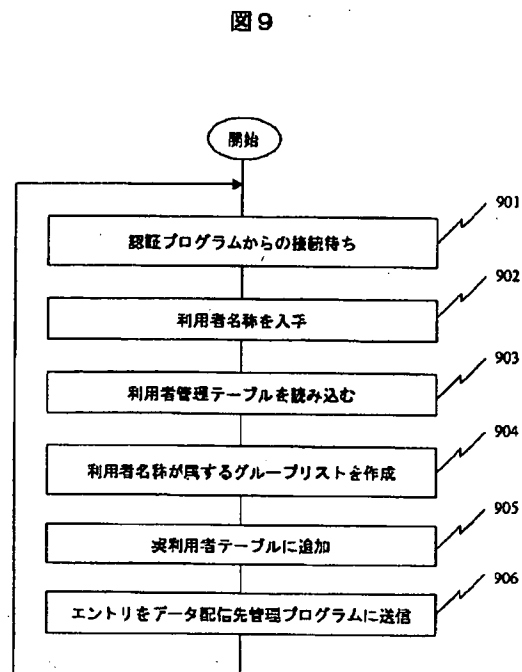 図9
開始
901
認証プログラムからの接続待ち
902
利用者名称を入手
903
利用者管理テーブルを読み込む
904
利用者名称が属するグループリストを作成
905
実利用者テーブルに追加
906
エントリをデータ配信先管理プログラムに送信